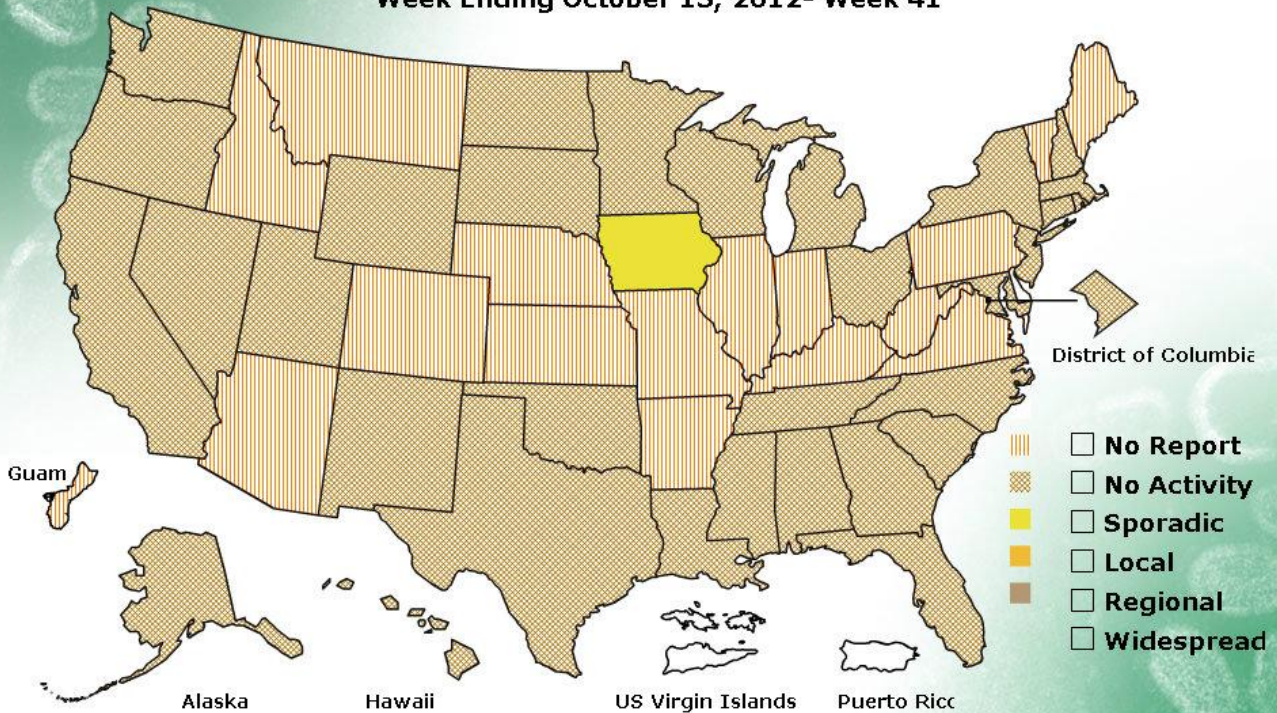 Week Ending October 13, 2012- Week 41
District of Columbia
No Report
Guam
No Activity
Sporadic
Local
Regional
Widespread
Alaska
Hawaii
US Virgin Islands
Puerto Rico